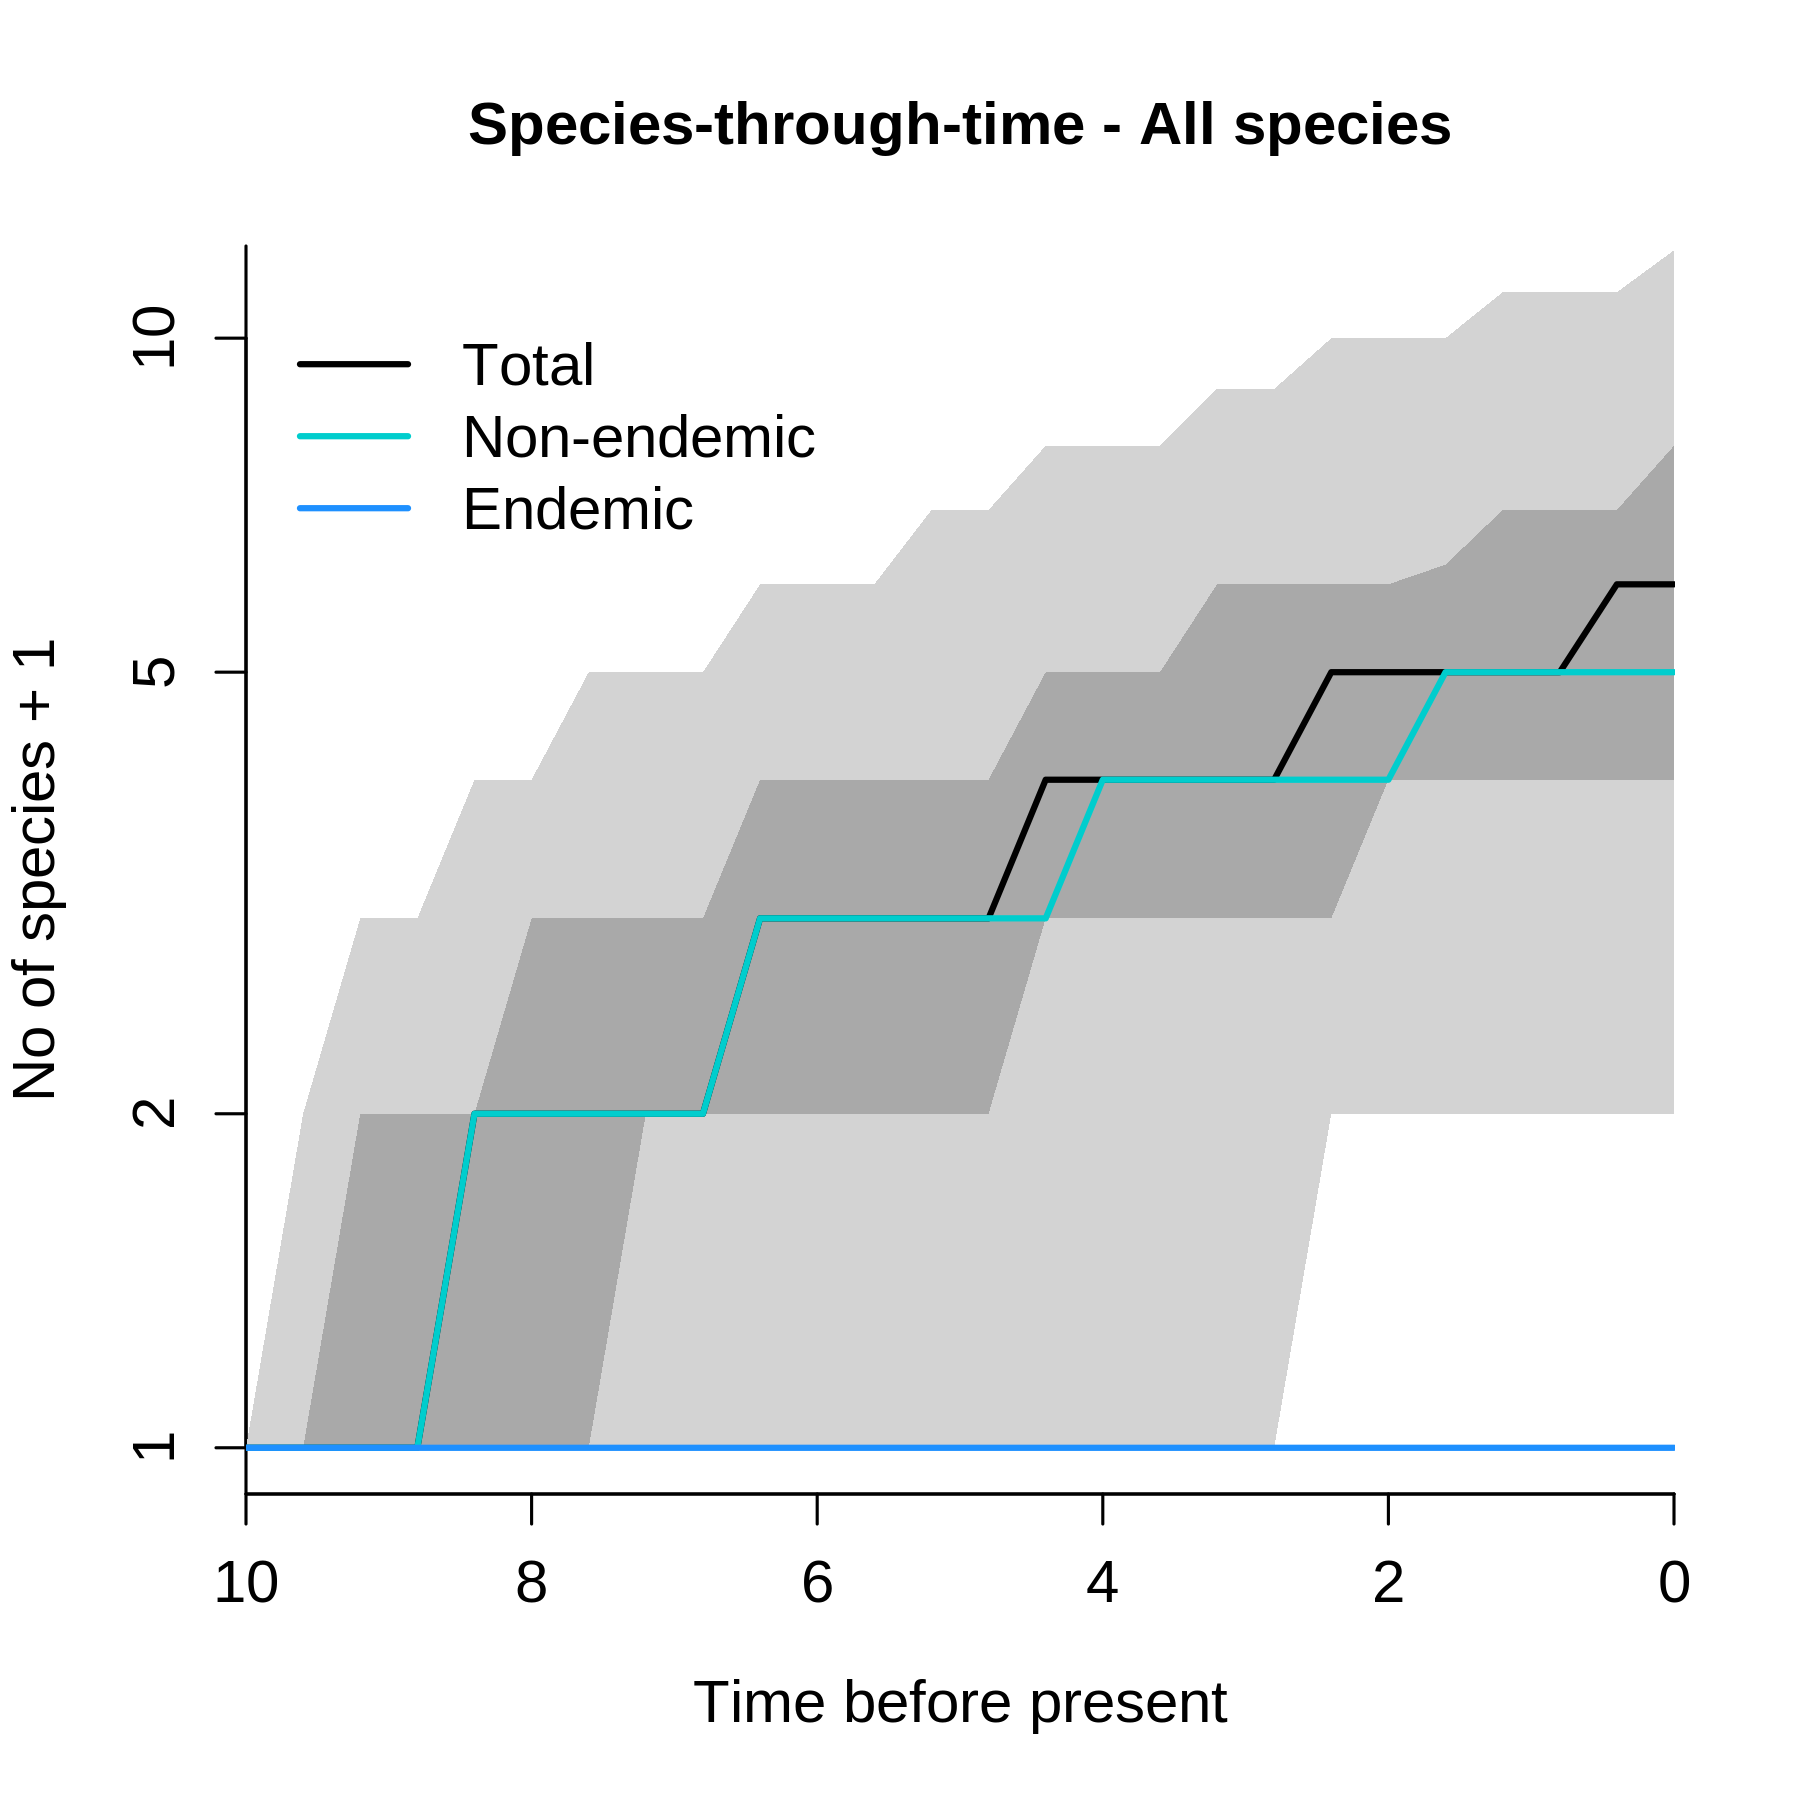 Species-through-time - All species
Total
Non-endemic
Endemic
No of species + 1
10
5
2
1
10 8 6 4 2 0
Time before present